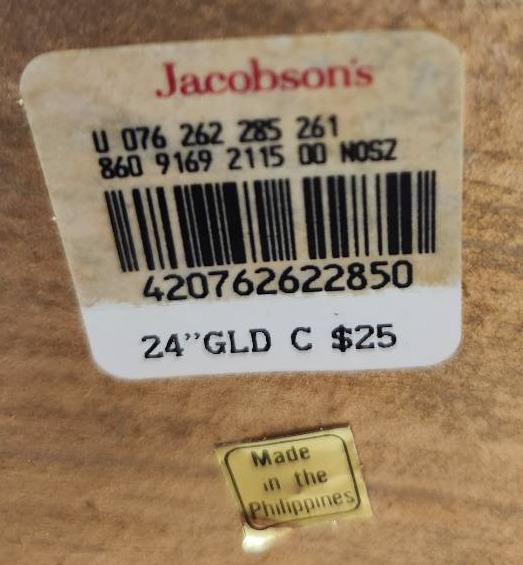 Jacobson's
U 076 262 285 261
860 9169 2115 00 NOSZ
420762622850
24"GLD C $25
Made
in the
Philippines